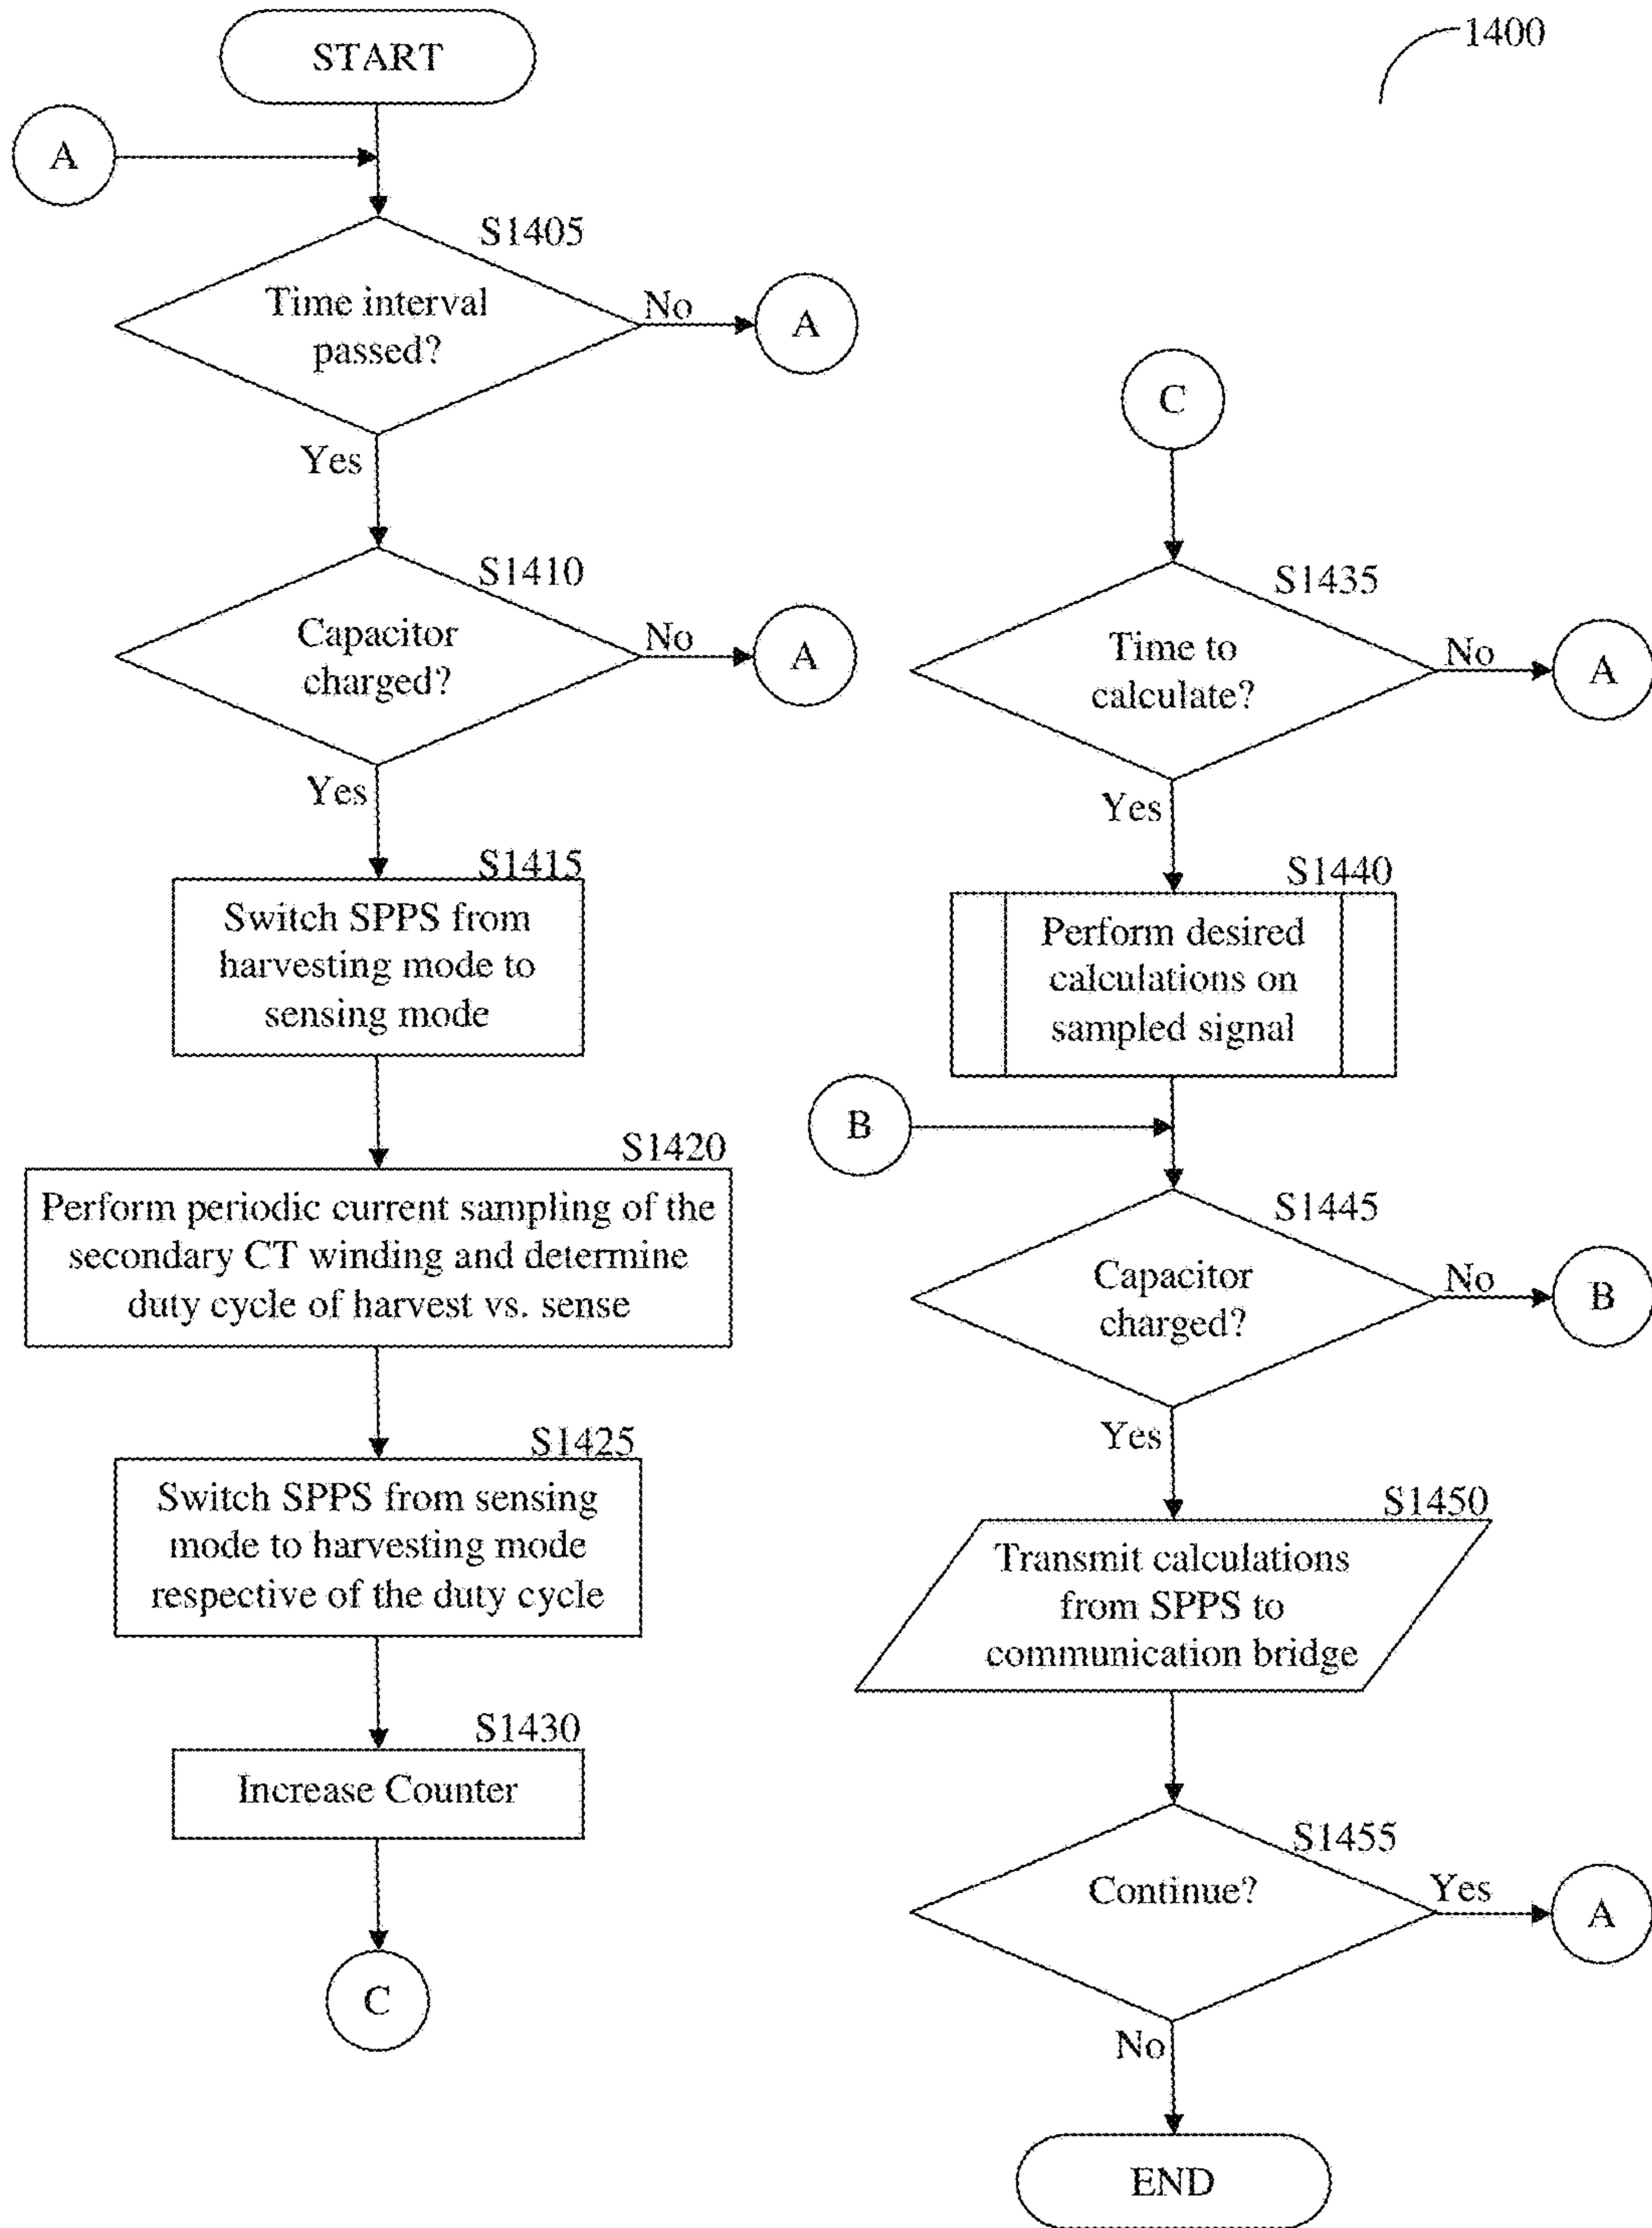 1400
START
A
S1405
Time interval
passed?
No
A
Yes
S1410
Capacitor
charged?
No
A
Yes
S1415
Switch SPPS from
harvesting mode to
sensing mode
S1420
Perform periodic current sampling of the
secondary CT winding and determine
duty cycle of harvest vs. sense
S1425
Switch SPPS from sensing
mode to harvesting mode
respective of the duty cycle
S1430
Increase Counter
C
C
S1435
Time to
calculate?
No
A
Yes
S1440
Perform desired
calculations on
sampled signal
B
S1445
Capacitor
charged?
No
B
Yes
S1450
Transmit calculations
from SPPS to
communication bridge
S1455
Continue?
Yes
A
No
END